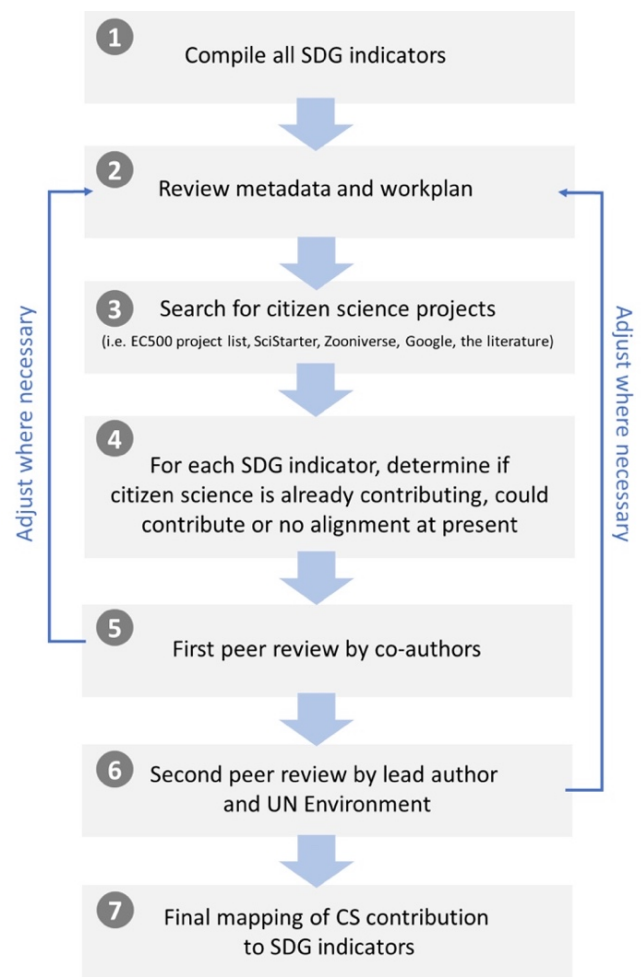 1
Compile all SDG indicators
2
Review metadata and workplan
3
Search for citizen science projects
(i.e. EC500 project list, SciStarter, Zooniverse, Google, the literature)
4
For each SDG indicator, determine if
citizen science is already contributing, could
contribute or no alignment at present
5
First peer review by co-authors
6
Second peer review by lead author
and UN Environment
7
Final mapping of CS contribution
to SDG indicators
Adjust where necessary
Adjust where necessary